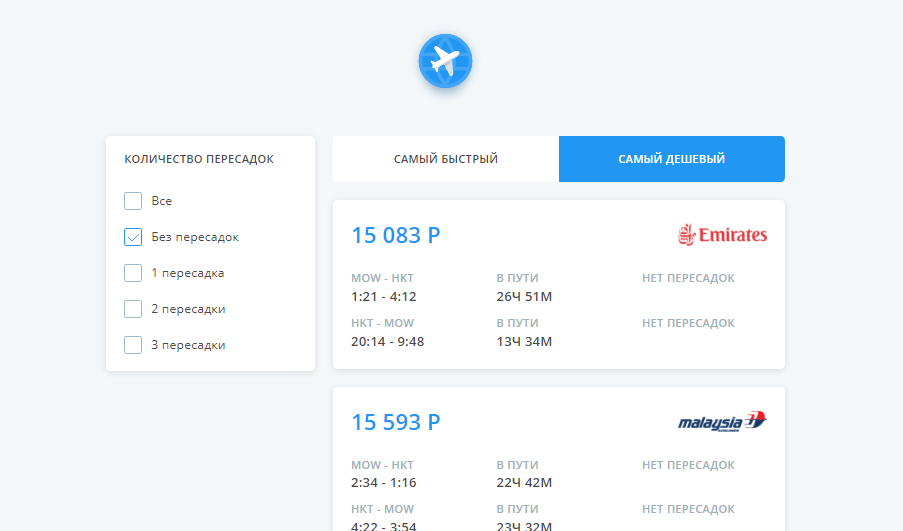 КОЛИЧЕСТВО ПЕРЕСАДОК
Все
Без пересадок
1 пересадка
2 пересадки
3 пересадки
САМЫЙ БЫСТРЫЙ
САМЫЙ ДЕШЕВЫЙ
15 083 Р
Emirates
MOW - HKT
В ПУТИ
НЕТ ПЕРЕСАДОК
1:21 - 4:12
26Ч 51М
HKT - MOW
В ПУТИ
НЕТ ПЕРЕСАДОК
20:14 - 9:48
13Ч 34М
15 593 Р
malaysia
MOW - HKT
В ПУТИ
НЕТ ПЕРЕСАДОК
2:34 - 1:16
22Ч 42М
HKT - MOW
В ПУТИ
НЕТ ПЕРЕСАДОК
4:22 - 3:54
23Ч 32М